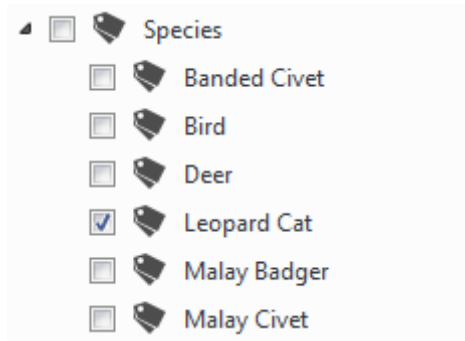 Species
Banded Civet
Bird
Deer
Leopard Cat
Malay Badger
Malay Civet